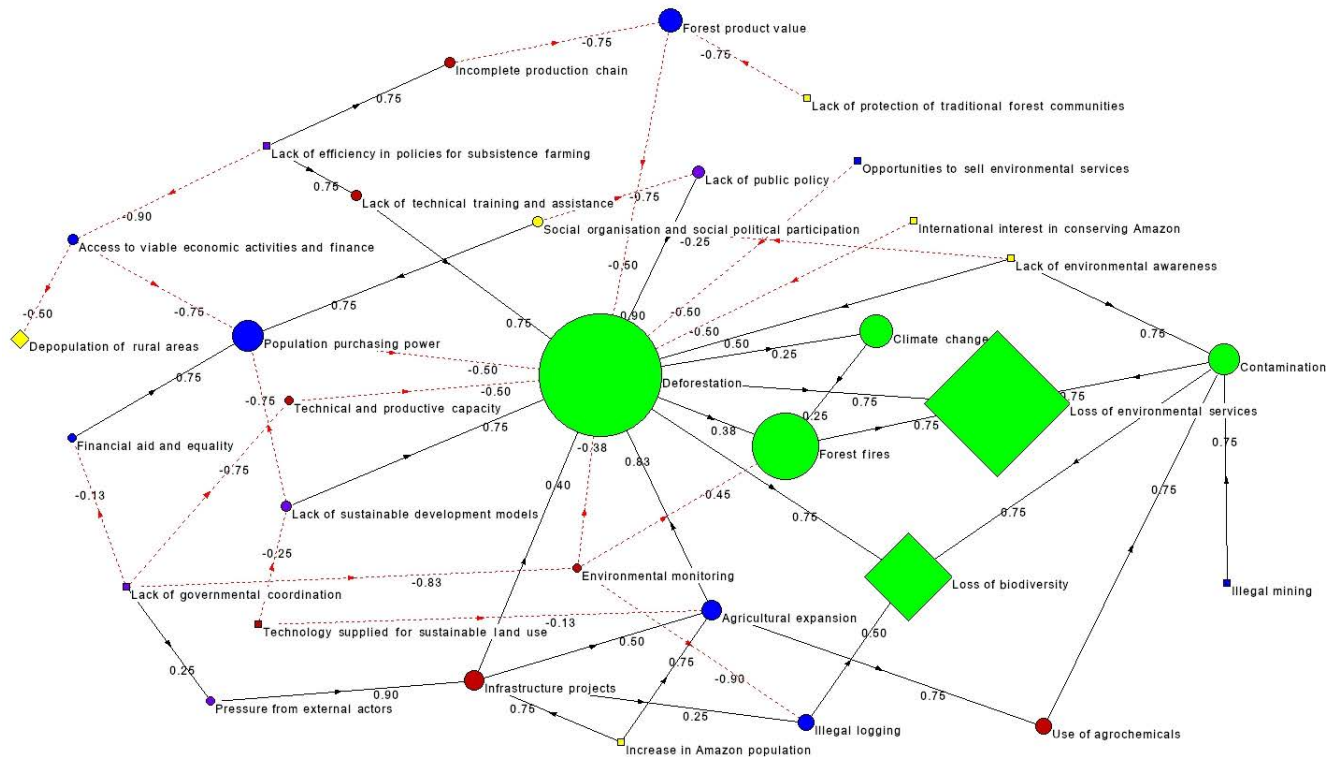 Forest product value
-0.75
-0.75
Incomplete production chain
0.75
Lack of protection of traditional forest communities
Lack of efficiency in policies for subsistence farming
Opportunities to sell environmental services
Lack of public policy
0.75
-0.75
Lack of technical training and assistance
-0.90
Social organisation and social political participation
International interest in conserving Amazon
Access to viable economic activities and finance
-0.25
-0.50
Lack of environmental awareness
-0.50
-0.75
0.75
0.75
0.90
-0.50
-0.50
0.75
Depopulation of rural areas
Population purchasing power
0.50
Climate change
0.25
Contamination
0.75
-0.50
Deforestation
-0.50
0.75
0.75
-0.75
Technical and productive capacity
Loss of environmental services
0.25
0.75
0.75
0.38
Financial aid and equality
-0.38
0.83
Forest fires
0.75
-0.75
0.40
0.45
-0.13
0.75
0.75
0.75
Lack of sustainable development models
-0.25
Environmental monitoring
-0.83
Loss of biodiversity
Illegal mining
Lack of governmental coordination
Technology supplied for sustainable land use
-0.13
Agricultural expansion
0.50
0.50
0.75
0.25
-0.90
Infrastructure projects
0.90
0.75
Pressure from external actors
0.75
0.25
Illegal logging
Use of agrochemicals
Increase in Amazon population